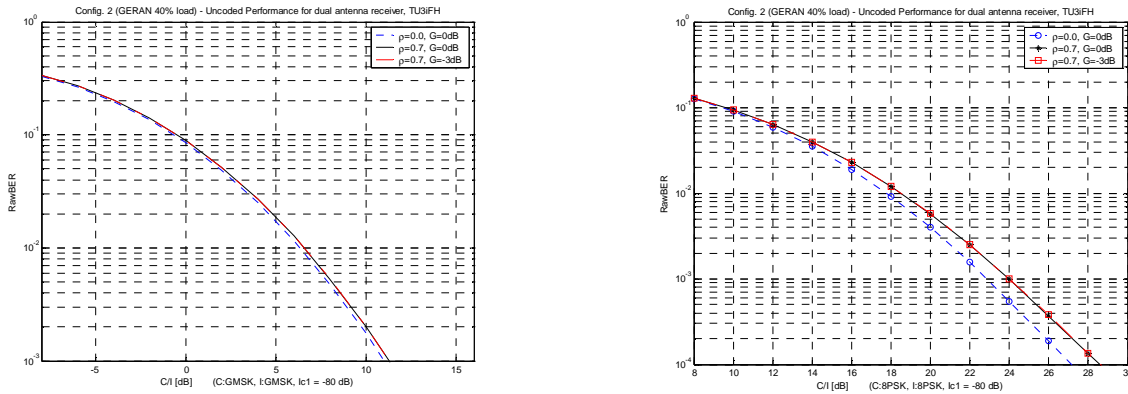 Config. 2 (GERAN 40% load) - Uncoded Performance for dual antenna receiver, TU3iFH
10^0
ρ=0.0, G=0dB
ρ=0.7, G=0dB
ρ=0.7, G=-3dB
10^-1
RawBER
10^-2
10^-3
-5 0 5 10 15
C/I [dB] (C:GMSK, I:GMSK, Ic1 = -80 dB)
Config. 2 (GERAN 40% load) - Uncoded Performance for dual antenna receiver, TU3iFH
10^0
ρ=0.0, G=0dB
ρ=0.7, G=0dB
ρ=0.7, G=-3dB
10^-1
RawBER
10^-2
10^-3
10^-4
8 10 12 14 16 18 20 22 24 26 28
C/I [dB] (C:8PSK, I:8PSK, Ic1 = -80 dB)